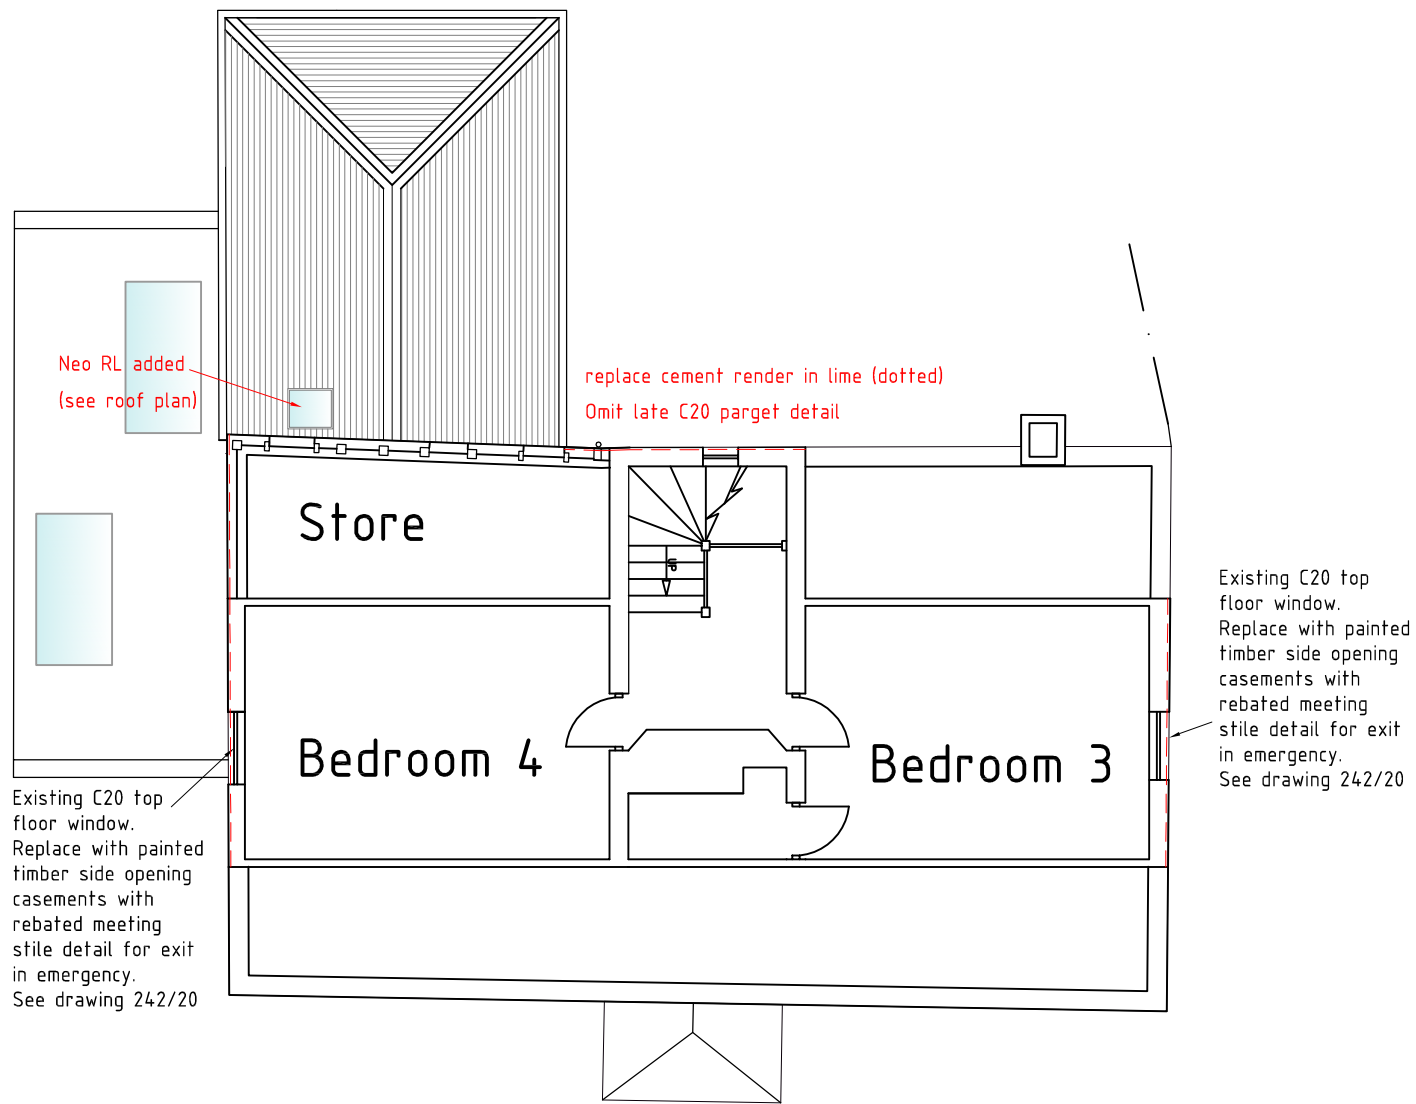 Neo RL added
(see roof plan)
replace cement render in lime (dotted)
Omit late C20 parget detail
Store
UP
Existing C20 top
floor window.
Replace with painted
timber side opening
casements with
rebated meeting
stile detail for exit
in emergency.
See drawing 242/20
Bedroom 4
Bedroom 3
Existing C20 top
floor window.
Replace with painted
timber side opening
casements with
rebated meeting
stile detail for exit
in emergency.
See drawing 242/20